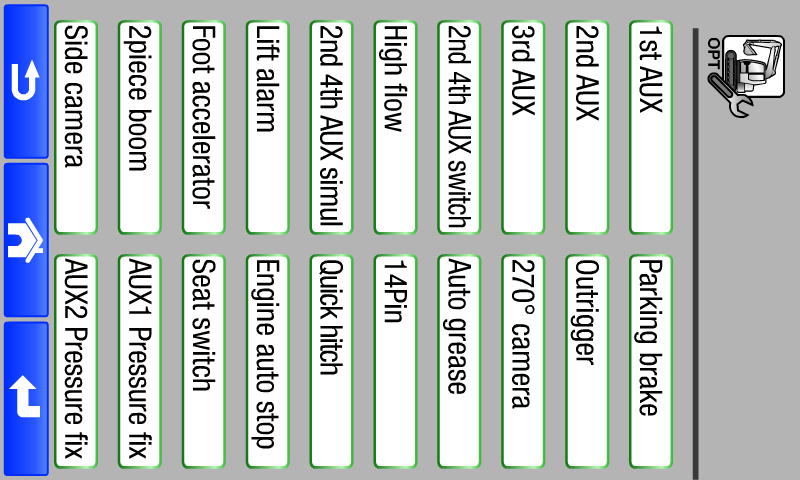 OPT
1st AUX
2nd AUX
3rd AUX
2nd 4th AUX switch
High flow
2nd 4th AUX simul
Lift alarm
Foot accelerator
2piece boom
Side camera
Parking brake
Outrigger
270° camera
Auto grease
14Pin
Quick hitch
Engine auto stop
Seat switch
AUX1 Pressure fix
AUX2 Pressure fix